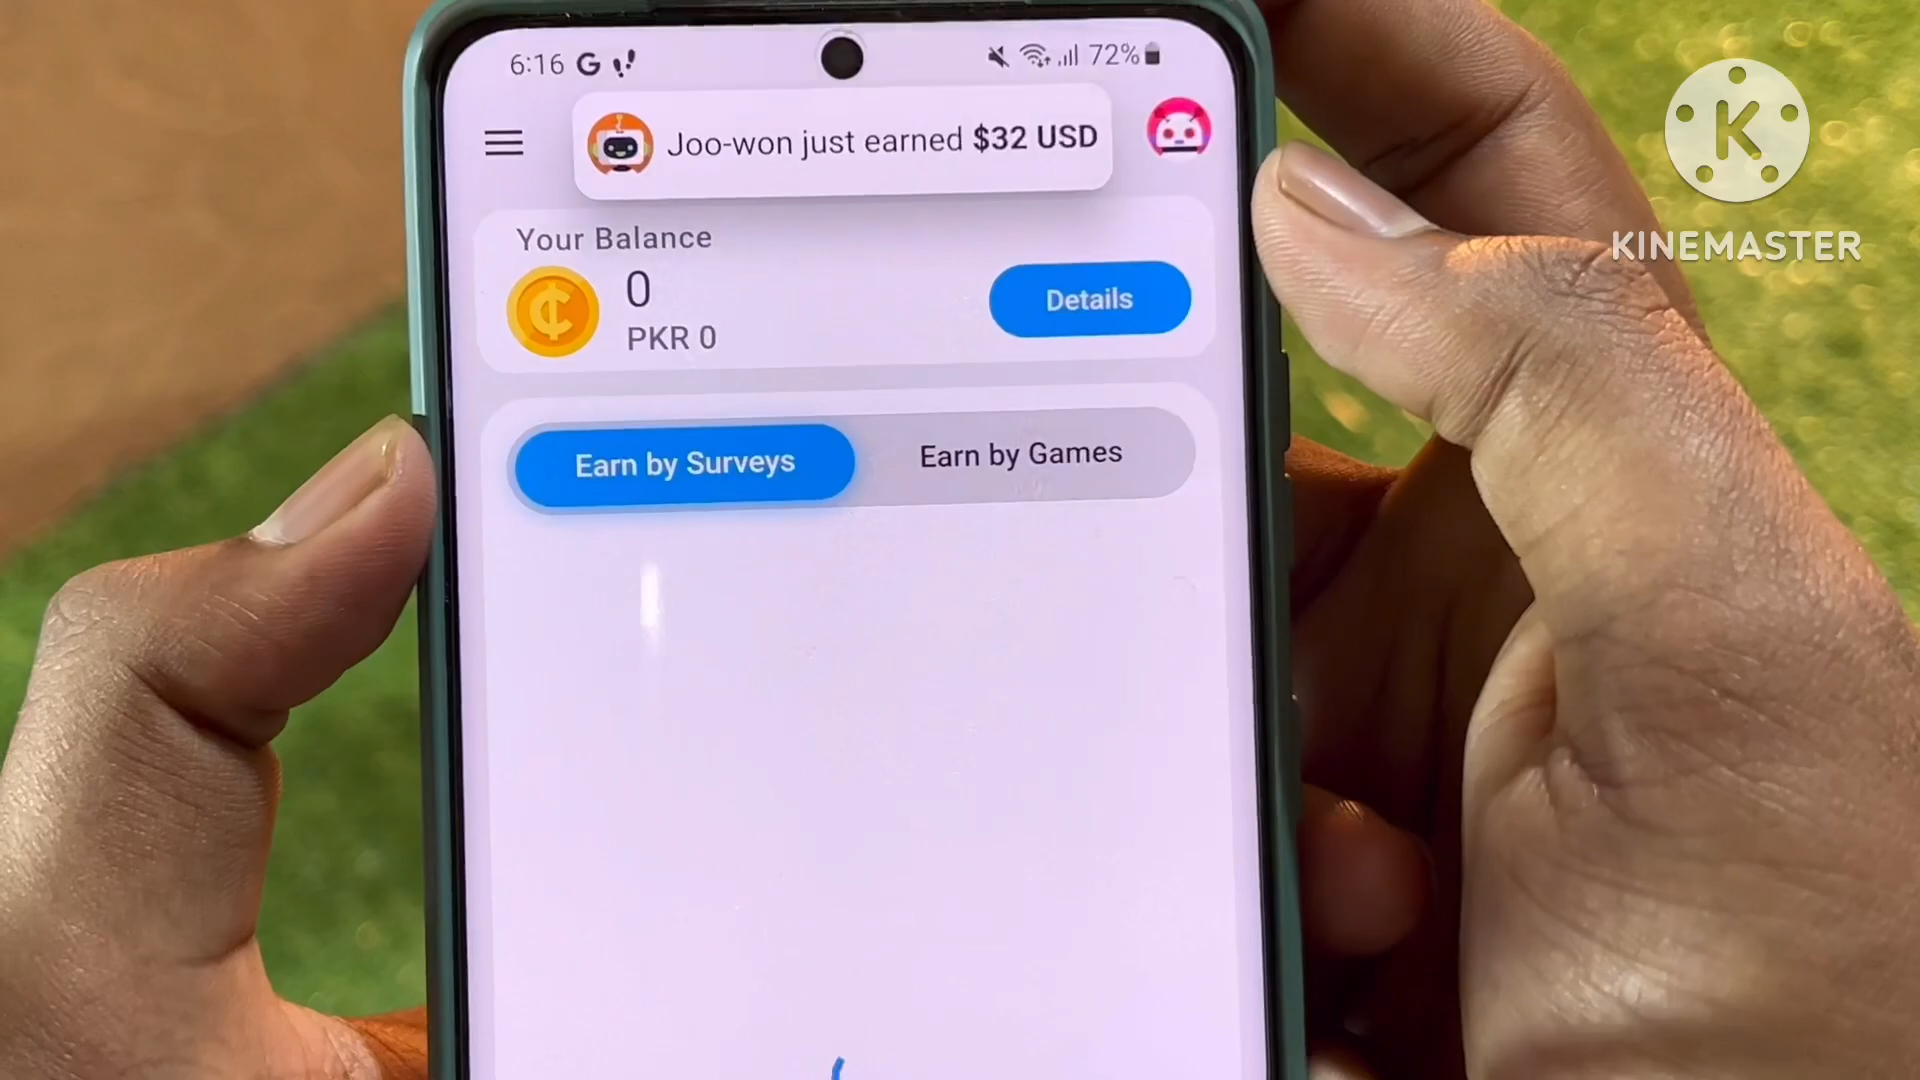 6:16 G
72%
Joo-won just earned $32 USD
K
KINEMASTER
Your Balance
0
PKR 0
Details
Earn by Surveys
Earn by Games